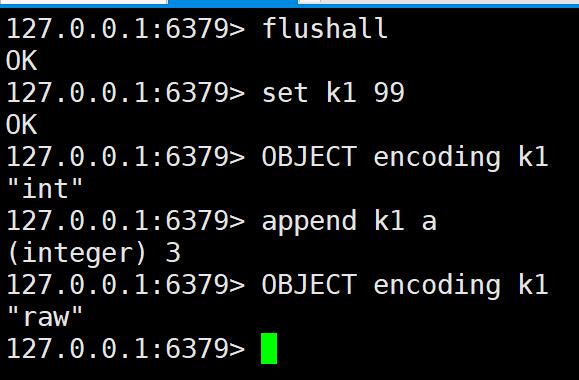 127.0.0.1:6379> flushall
OK
127.0.0.1:6379> set k1 99
OK
127.0.0.1:6379> OBJECT encoding k1
"int"
127.0.0.1:6379> append k1 a
(integer) 3
127.0.0.1:6379> OBJECT encoding k1
"raw"
127.0.0.1:6379>